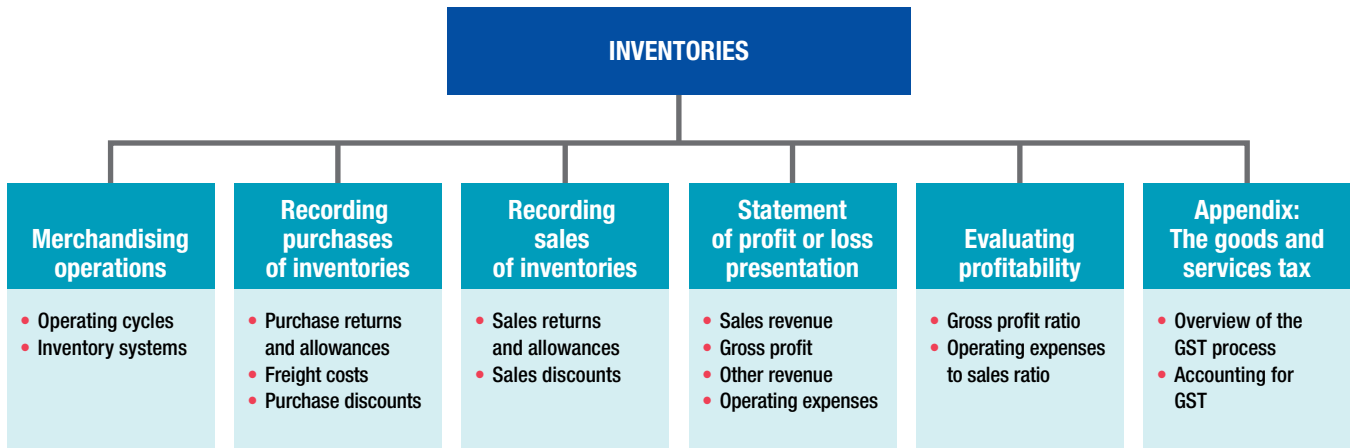 INVENTORIES
Merchandising
operations
• Operating cycles
• Inventory systems
Recording
purchases
of inventories
• Purchase returns
and allowances
• Freight costs
• Purchase discounts
Recording
sales
of inventories
• Sales returns
and allowances
• Sales discounts
Statement
of profit or loss
presentation
• Sales revenue
• Gross profit
• Other revenue
• Operating expenses
Evaluating
profitability
• Gross profit ratio
• Operating expenses
to sales ratio
Appendix:
The goods and
services tax
• Overview of the
GST process
• Accounting for
GST